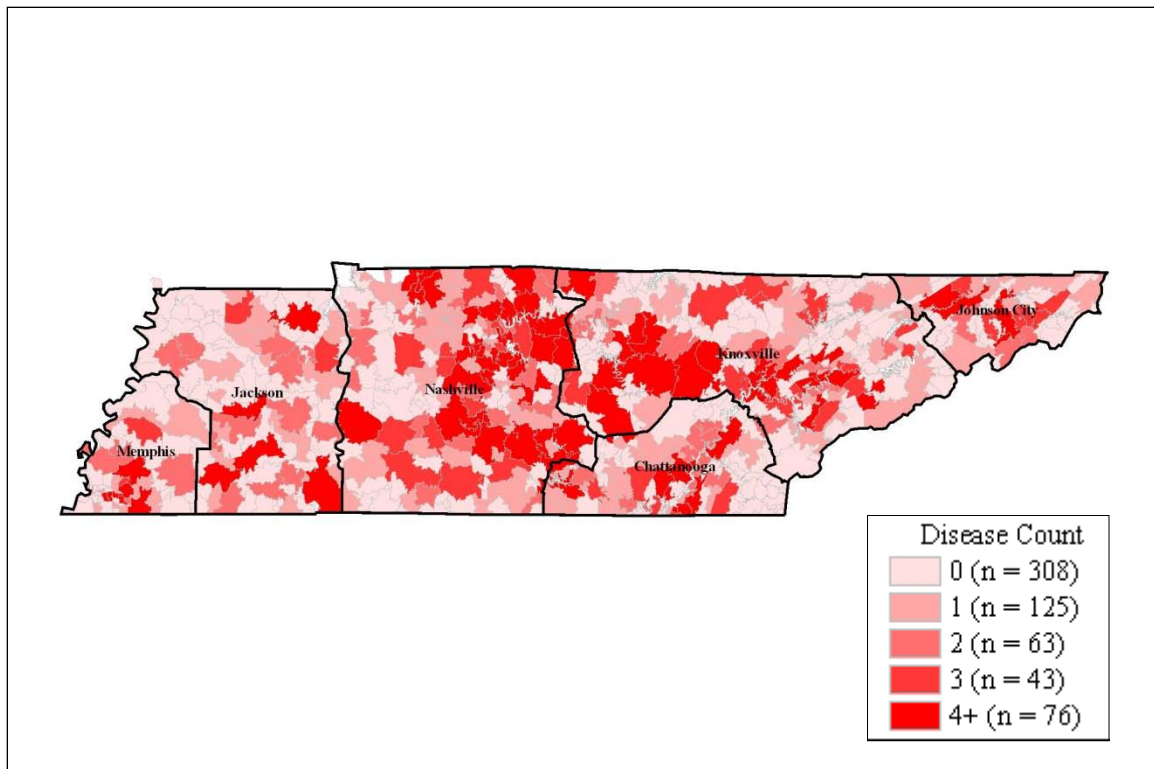 Johnson City
Knoxville
Nashville
Jackson
Memphis
Chattanooga
Disease Count
0 (n = 308)
1 (n = 125)
2 (n = 63)
3 (n = 43)
4+ (n = 76)